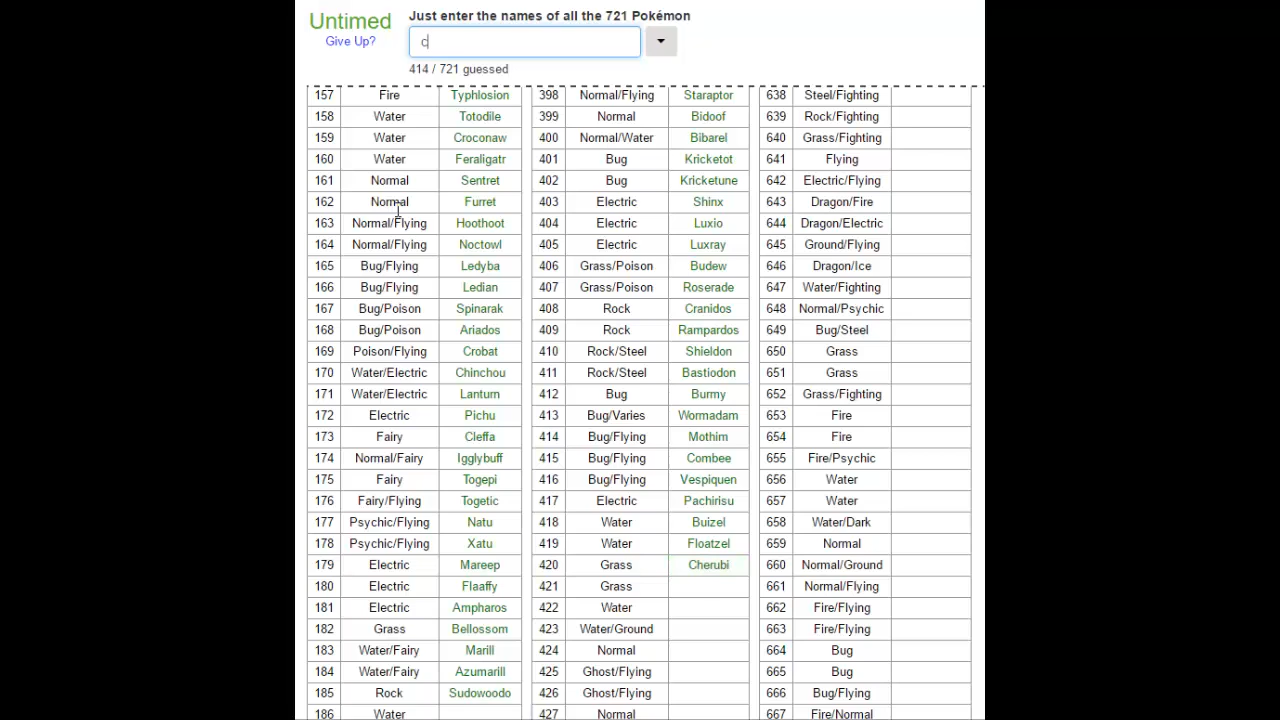 Untimed
Give Up?
Just enter the names of all the 721 Pokémon
c
414 / 721 guessed
157 Fire Typhlosion 398 Normal/Flying Staraptor 638 Steel/Fighting
158 Water Totodile 399 Normal Bidoof 639 Rock/Fighting
159 Water Croconaw 400 Normal/Water Bibarel 640 Grass/Fighting
160 Water Feraligatr 401 Bug Kricketot 641 Flying
161 Normal Sentret 402 Bug Kricketune 642 Electric/Flying
162 Normal Furret 403 Electric Shinx 643 Dragon/Fire
163 Normal/Flying Hoothoot 404 Electric Luxio 644 Dragon/Electric
164 Normal/Flying Noctowl 405 Electric Luxray 645 Ground/Flying
165 Bug/Flying Ledyba 406 Grass/Poison Budew 646 Dragon/Ice
166 Bug/Flying Ledian 407 Grass/Poison Roserade 647 Water/Fighting
167 Bug/Poison Spinarak 408 Rock Cranidos 648 Normal/Psychic
168 Bug/Poison Ariados 409 Rock Rampardos 649 Bug/Steel
169 Poison/Flying Crobat 410 Rock/Steel Shieldon 650 Grass
170 Water/Electric Chinchou 411 Rock/Steel Bastiodon 651 Grass
171 Water/Electric Lanturn 412 Bug Burmy 652 Grass/Fighting
172 Electric Pichu 413 Bug/Varies Wormadam 653 Fire
173 Fairy Cleffa 414 Bug/Flying Mothim 654 Fire
174 Normal/Fairy Igglybuff 415 Bug/Flying Combee 655 Fire/Psychic
175 Fairy Togepi 416 Bug/Flying Vespiquen 656 Water
176 Fairy/Flying Togetic 417 Electric Pachirisu 657 Water
177 Psychic/Flying Natu 418 Water Buizel 658 Water/Dark
178 Psychic/Flying Xatu 419 Water Floatzel 659 Normal
179 Electric Mareep 420 Grass Cherubi 660 Normal/Ground
180 Electric Flaaffy 421 Grass 661 Normal/Flying
181 Electric Ampharos 422 Water 662 Fire/Flying
182 Grass Bellossom 423 Water/Ground 663 Fire/Flying
183 Water/Fairy Marill 424 Normal 664 Bug
184 Water/Fairy Azumarill 425 Ghost/Flying 665 Bug
185 Rock Sudowoodo 426 Ghost/Flying 666 Bug/Flying
186 Water 427 Normal 667 Fire/Normal